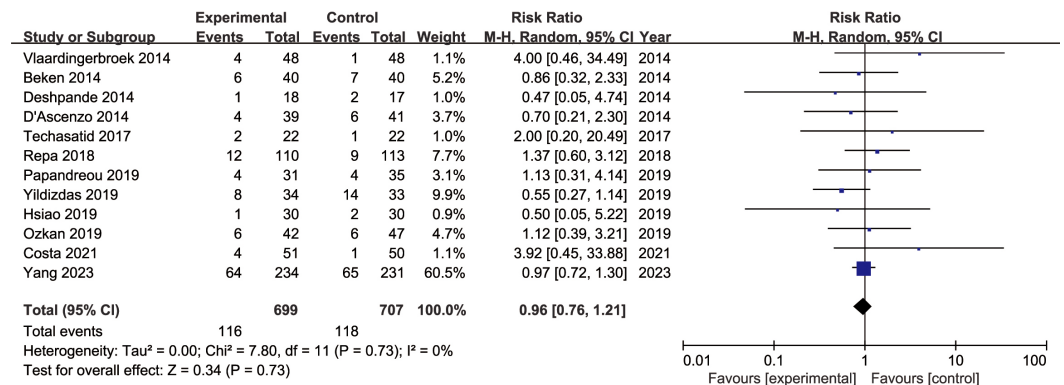 Experimental Control Risk Ratio Risk Ratio
Study or Subgroup Events Total Events Total Weight M-H, Random, 95% CI Year M-H, Random, 95% CI
Vlaardingerbroek 2014 4 48 1 48 1.1% 4.00 [0.46, 34.49] 2014
Beken 2014 6 40 7 40 5.2% 0.86 [0.32, 2.33] 2014
Deshpande 2014 1 18 2 17 1.0% 0.47 [0.05, 4.74] 2014
D'Ascenzo 2014 4 39 6 41 3.7% 0.70 [0.21, 2.30] 2014
Techasatid 2017 2 22 1 22 1.0% 2.00 [0.20, 20.49] 2017
Repa 2018 12 110 9 113 7.7% 1.37 [0.60, 3.12] 2018
Papandreou 2019 4 31 4 35 3.1% 1.13 [0.31, 4.14] 2019
Yildizdas 2019 8 34 14 33 9.9% 0.55 [0.27, 1.14] 2019
Hsiao 2019 1 30 2 30 0.9% 0.50 [0.05, 5.22] 2019
Ozkan 2019 6 42 6 47 4.7% 1.12 [0.39, 3.21] 2019
Costa 2021 4 51 1 50 1.1% 3.92 [0.45, 33.88] 2021
Yang 2023 64 234 65 231 60.5% 0.97 [0.72, 1.30] 2023
Total (95% CI) 699 707 100.0% 0.96 [0.76, 1.21]
Total events 116 118
Heterogeneity: Tau² = 0.00; Chi² = 7.80, df = 11 (P = 0.73); I² = 0%
Test for overall effect: Z = 0.34 (P = 0.73)
0.01 0.1 1 10 100
Favours [experimental] Favours [control]